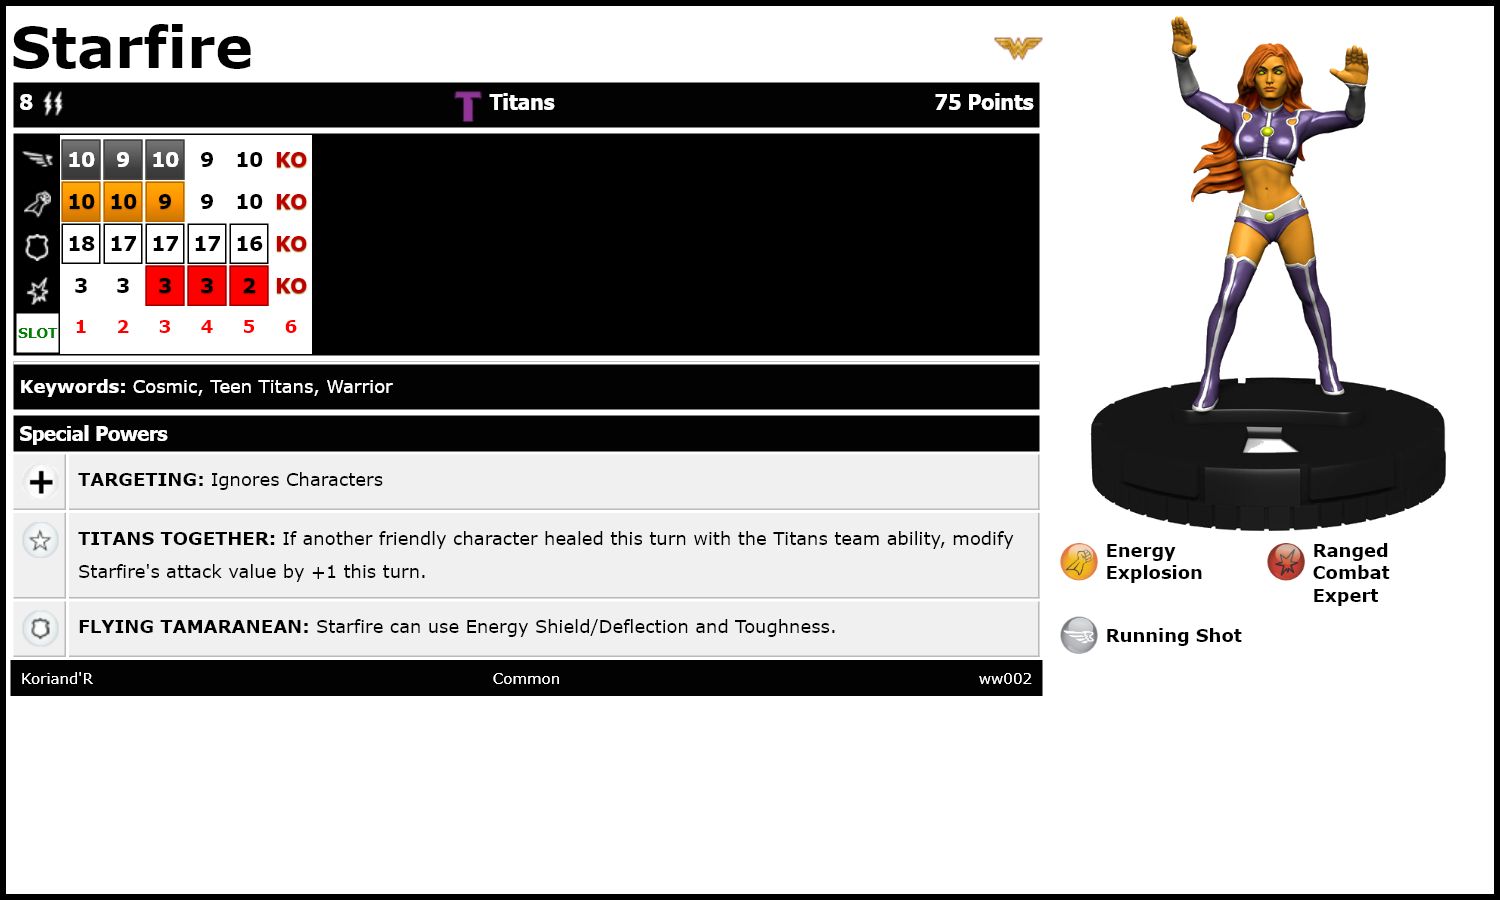 Starfire
8 Titans 75 Points
10 9 10 9 10 KO
10 10 9 9 10 KO
18 17 17 17 16 KO
3 3 3 3 2 KO
SLOT 1 2 3 4 5 6
Keywords: Cosmic, Teen Titans, Warrior
Special Powers
TARGETING: Ignores Characters
TITANS TOGETHER: If another friendly character healed this turn with the Titans team ability, modify
Starfire's attack value by +1 this turn.
FLYING TAMARANEAN: Starfire can use Energy Shield/Deflection and Toughness.
Koriand'R Common ww002
Energy
Explosion
Ranged
Combat
Expert
Running Shot